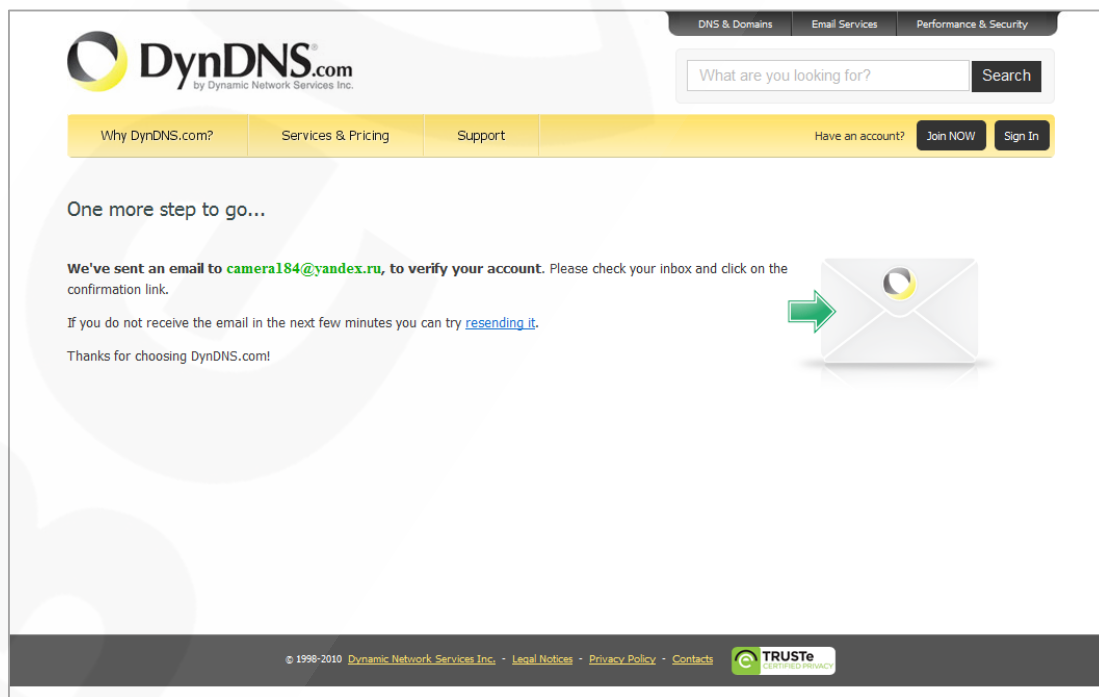 DNS & Domains Email Services Performance & Security
DynDNS.com
by Dynamic Network Services Inc.
What are you looking for? Search
Why DynDNS.com? Services & Pricing Support Have an account? Join NOW Sign In
One more step to go...
We've sent an email to camera184@yandex.ru, to verify your account. Please check your inbox and click on the
confirmation link.
If you do not receive the email in the next few minutes you can try resending it.
Thanks for choosing DynDNS.com!
© 1998-2010 Dynamic Network Services Inc. - Legal Notices - Privacy Policy - Contacts TRUSTe
CERTIFIED PRIVACY